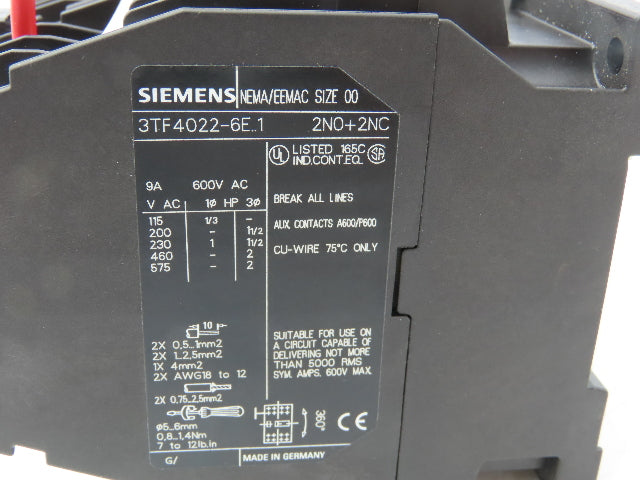 SIEMENS NEMA/EEMAC SIZE 00
3TF4022-6E..1 2NO+2NC
UL LISTED 165C SA
IND.CONT.EQ.
9A 600V AC
V AC 1ø HP 3ø
115 1/3 -
200 - 1 1/2
230 1 1 1/2
460 - 2
575 - 2
BREAK ALL LINES
AUX. CONTACTS A600/P600
CU-WIRE 75°C ONLY
10
2X 0,5..1mm2
2X 1..2,5mm2
1X 4mm2
2X AWG18 to 12
2X 0,75..2,5mm2
ø5..6mm
0,8..1,4Nm
7 to 12lb.in
SUITABLE FOR USE ON
A CIRCUIT CAPABLE OF
DELIVERING NOT MORE
THAN 5000 RMS
SYM. AMPS. 600V MAX.
360°
CE
G/ MADE IN GERMANY